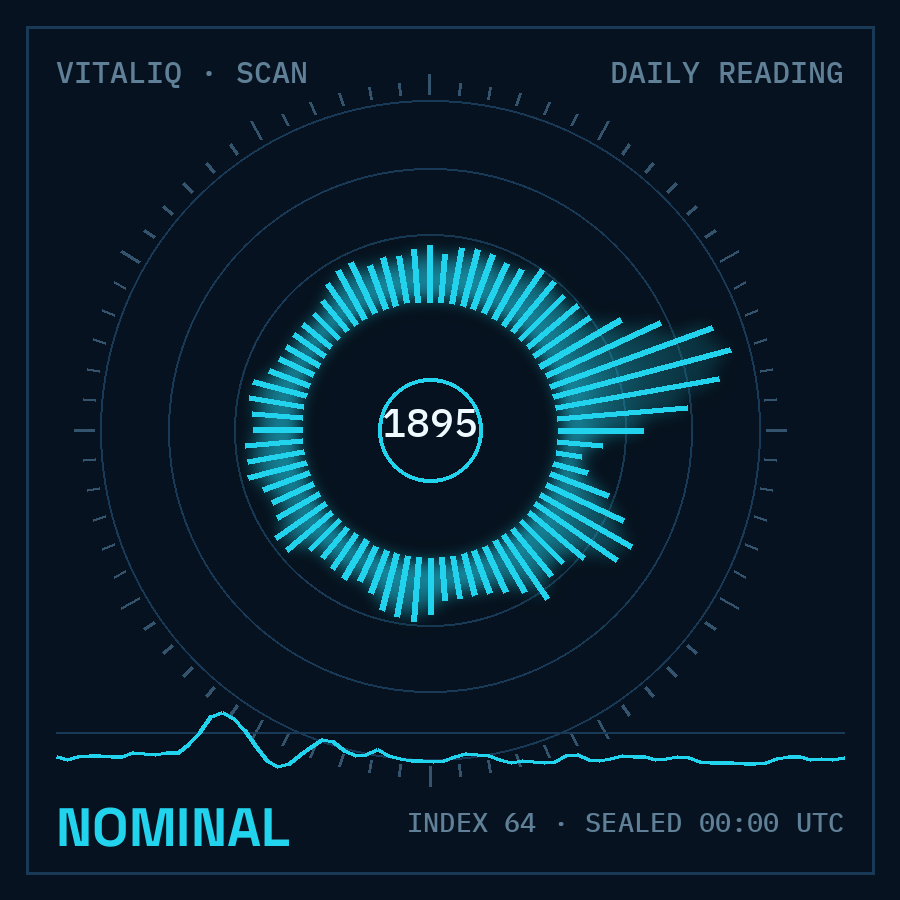 VITALIQ · SCAN
DAILY READING
1895
NOMINAL
INDEX 64 · SEALED 00:00 UTC